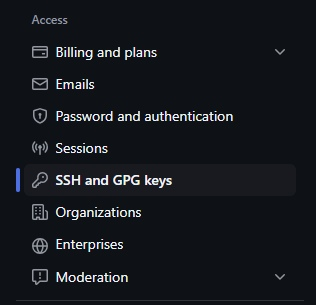 Access
Billing and plans
Emails
Password and authentication
Sessions
SSH and GPG keys
Organizations
Enterprises
Moderation